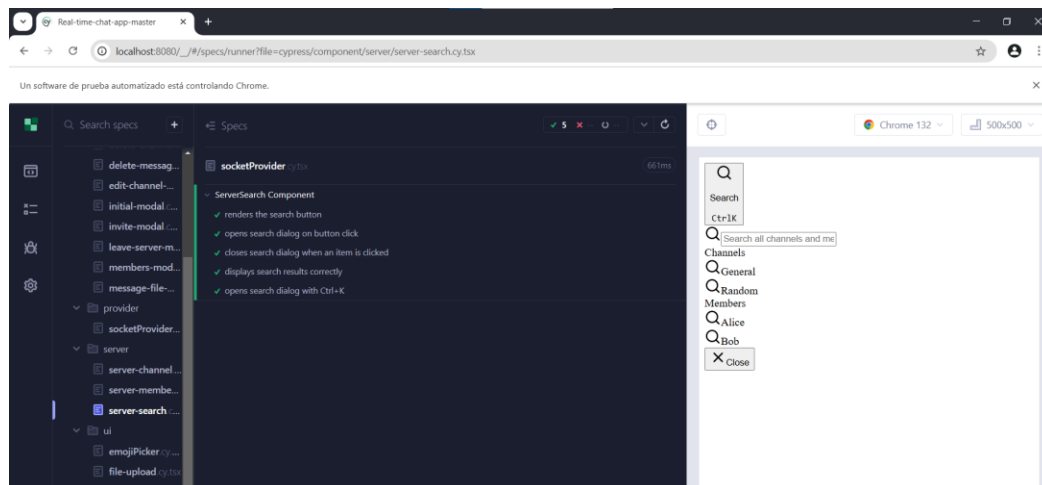 Real-time-chat-app-master
localhost:8080/__/#/specs/runner?file=cypress/component/server/server-search.cy.tsx
Un software de prueba automatizado está controlando Chrome.
Search specs
delete-messag...
edit-channel-...
initial-modal.c...
invite-modal.c...
leave-server-m...
members-mod...
message-file-...
provider
socketProvider...
server
server-channel...
server-membe...
server-search.c...
ui
emojiPicker.cy....
file-upload.cy.tsx
Specs
5
socketProvider.cy.tsx
661ms
ServerSearch Component
renders the search button
opens search dialog on button click
closes search dialog when an item is clicked
displays search results correctly
opens search dialog with Ctrl+K
Chrome 132
500x500
Search
CtrlK
Search all channels and me
Channels
General
Random
Members
Alice
Bob
Close